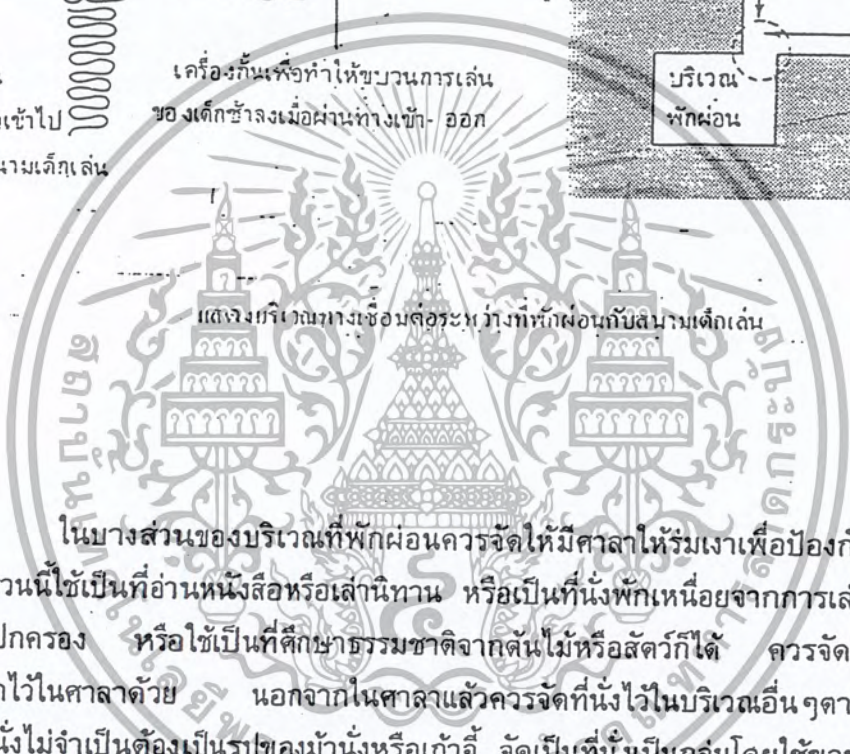 เครื่องกั้นเพื่อทำให้ขบวนการเล่น
ของเด็กช้าลงเมื่อผ่านทางเข้า- ออก
เข้าไป
นามเด็กเล่น
บริเวณ
พักผ่อน
แสดงบริเวณทางเชื่อมต่อระหว่างที่พักผ่อนกับสนามเด็กเล่น
ในบางส่วนของบริเวณที่พักผ่อนควรจัดให้มีศาลาให้ร่มเงาเพื่อป้องกั
วนนี้ใช้เป็นที่อ่านหนังสือหรือเล่านิทาน หรือเป็นที่นั่งพักเหนื่อยจากการเล่
ปกครอง หรือใช้เป็นที่ศึกษาธรรมชาติจากต้นไม้หรือสัตว์ก็ได้ ควรจัด
ไว้ในศาลาด้วย นอกจากในศาลาแล้วควรจัดที่นั่งไว้ในบริเวณอื่นๆตา
นั่งไม่จำเป็นต้องเป็นรูปของม้านั่งหรือเก้าอี้